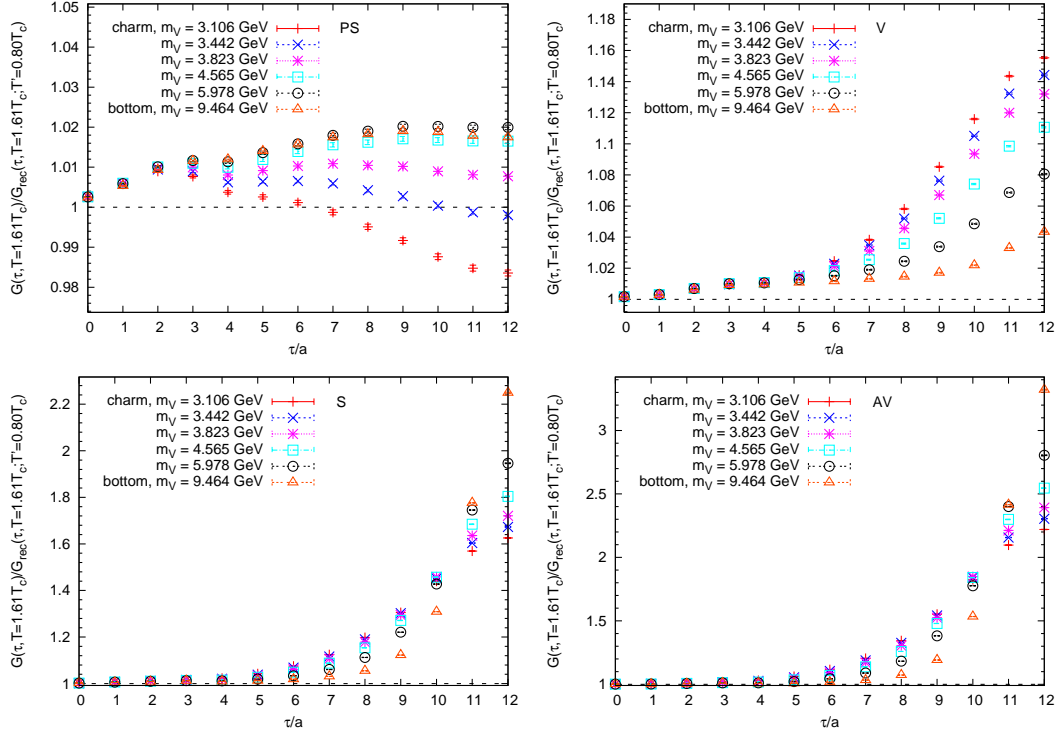 1.05
1.04
1.03
1.02
1.01
1
0.99
0.98
0 1 2 3 4 5 6 7 8 9 10 11 12
τ/a
G(τ,T=1.61T_c)/G_rec(τ,T=1.61T_c;T'=0.80T_c)
charm, m_V = 3.106 GeV
m_V = 3.442 GeV
m_V = 3.823 GeV
m_V = 4.565 GeV
m_V = 5.978 GeV
bottom, m_V = 9.464 GeV
PS
1.18
1.16
1.14
1.12
1.1
1.08
1.06
1.04
1.02
1
0 1 2 3 4 5 6 7 8 9 10 11 12
τ/a
G(τ,T=1.61T_c)/G_rec(τ,T=1.61T_c;T'=0.80T_c)
charm, m_V = 3.106 GeV
m_V = 3.442 GeV
m_V = 3.823 GeV
m_V = 4.565 GeV
m_V = 5.978 GeV
bottom, m_V = 9.464 GeV
V
2.2
2
1.8
1.6
1.4
1.2
1
0 1 2 3 4 5 6 7 8 9 10 11 12
τ/a
G(τ,T=1.61T_c)/G_rec(τ,T=1.61T_c;T'=0.80T_c)
charm, m_V = 3.106 GeV
m_V = 3.442 GeV
m_V = 3.823 GeV
m_V = 4.565 GeV
m_V = 5.978 GeV
bottom, m_V = 9.464 GeV
S
3
2.5
2
1.5
1
0 1 2 3 4 5 6 7 8 9 10 11 12
τ/a
G(τ,T=1.61T_c)/G_rec(τ,T=1.61T_c;T'=0.80T_c)
charm, m_V = 3.106 GeV
m_V = 3.442 GeV
m_V = 3.823 GeV
m_V = 4.565 GeV
m_V = 5.978 GeV
bottom, m_V = 9.464 GeV
AV